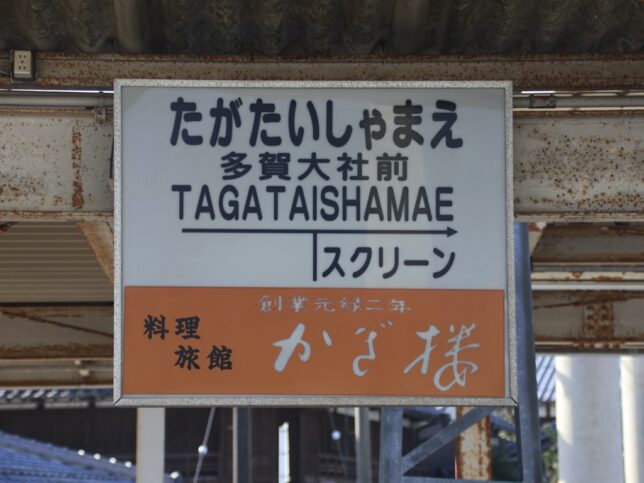 たがたいしゃまえ
多賀大社前
TAGATAISHAMAE
スクリーン
創業元禄二年
料理
旅館
かぎ楼